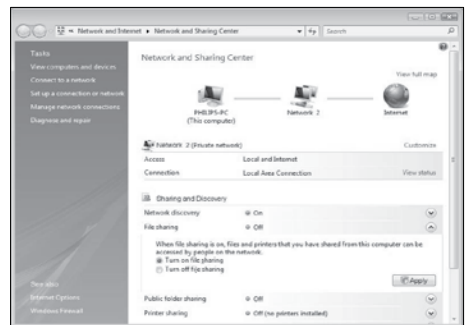 « Network and Internet ▸ Network and Sharing Center
Search
Tasks
View computers and devices
Connect to a network
Set up a connection or network
Manage network connections
Diagnose and repair
See also
Internet Options
Windows Firewall
Network and Sharing Center
View full map
PHILIPS-PC
(This computer)
Network 2
Internet
Network 2 (Private network)
Customize
Access
Local and Internet
Connection
Local Area Connection
View status
Sharing and Discovery
Network discovery
On
File sharing
Off
When file sharing is on, files and printers that you have shared from this computer can be
accessed by people on the network.
Turn on file sharing
Turn off file sharing
Apply
Public folder sharing
Off
Printer sharing
Off (no printers installed)